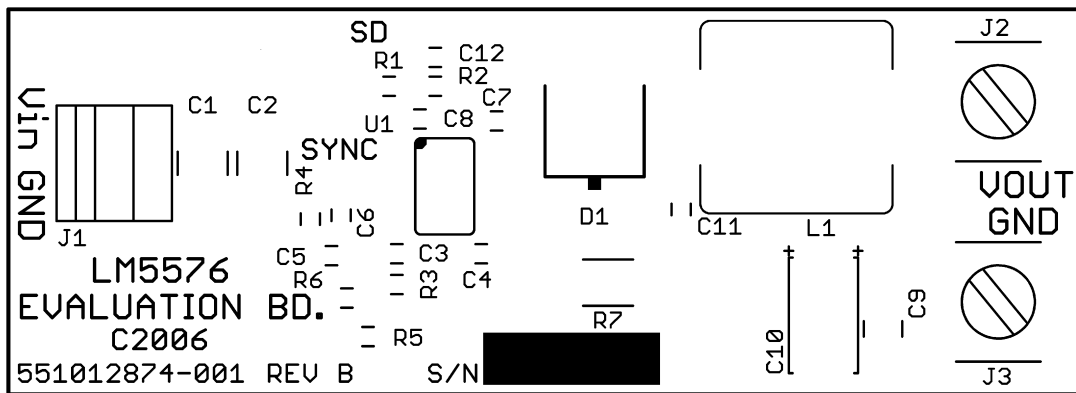 SD
J2
R1
C12
R2
C7
C1
C2
C8
U1
Vin GND
SYNC
R4
VOUT
GND
D1
C6
C11
L1
J1
C5
C3
LM5576
R6
R3
C4
EVALUATION BD.
C9
R7
C2006
R5
C10
551012874-001 REV B
S/N
J3